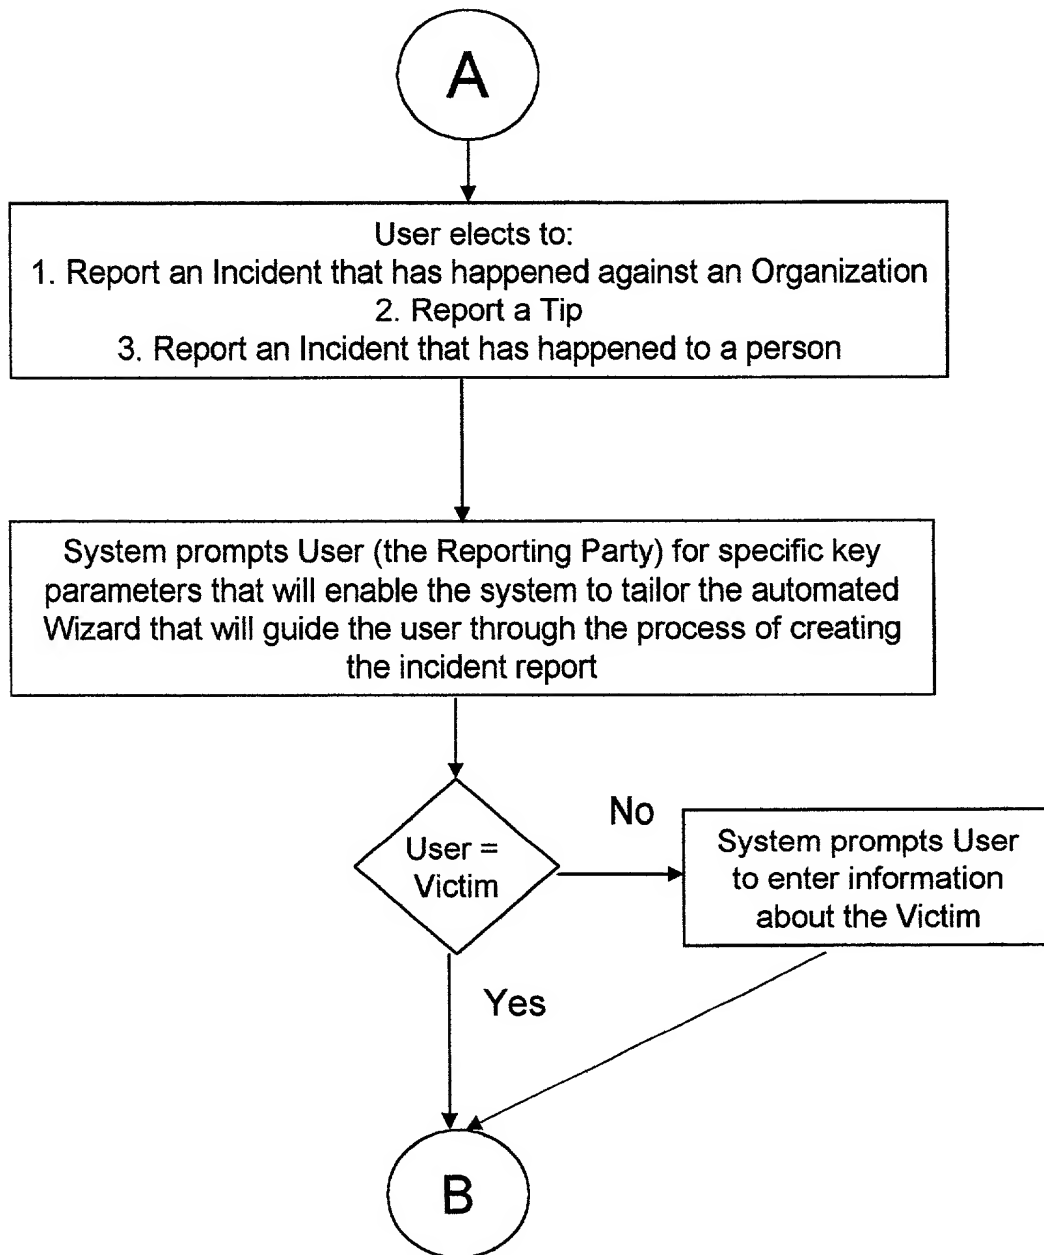 A
User elects to:
1. Report an Incident that has happened against an Organization
2. Report a Tip
3. Report an Incident that has happened to a person
System prompts User (the Reporting Party) for specific key
parameters that will enable the system to tailor the automated
Wizard that will guide the user through the process of creating
the incident report
User =
Victim
No
System prompts User
to enter information
about the Victim
Yes
B